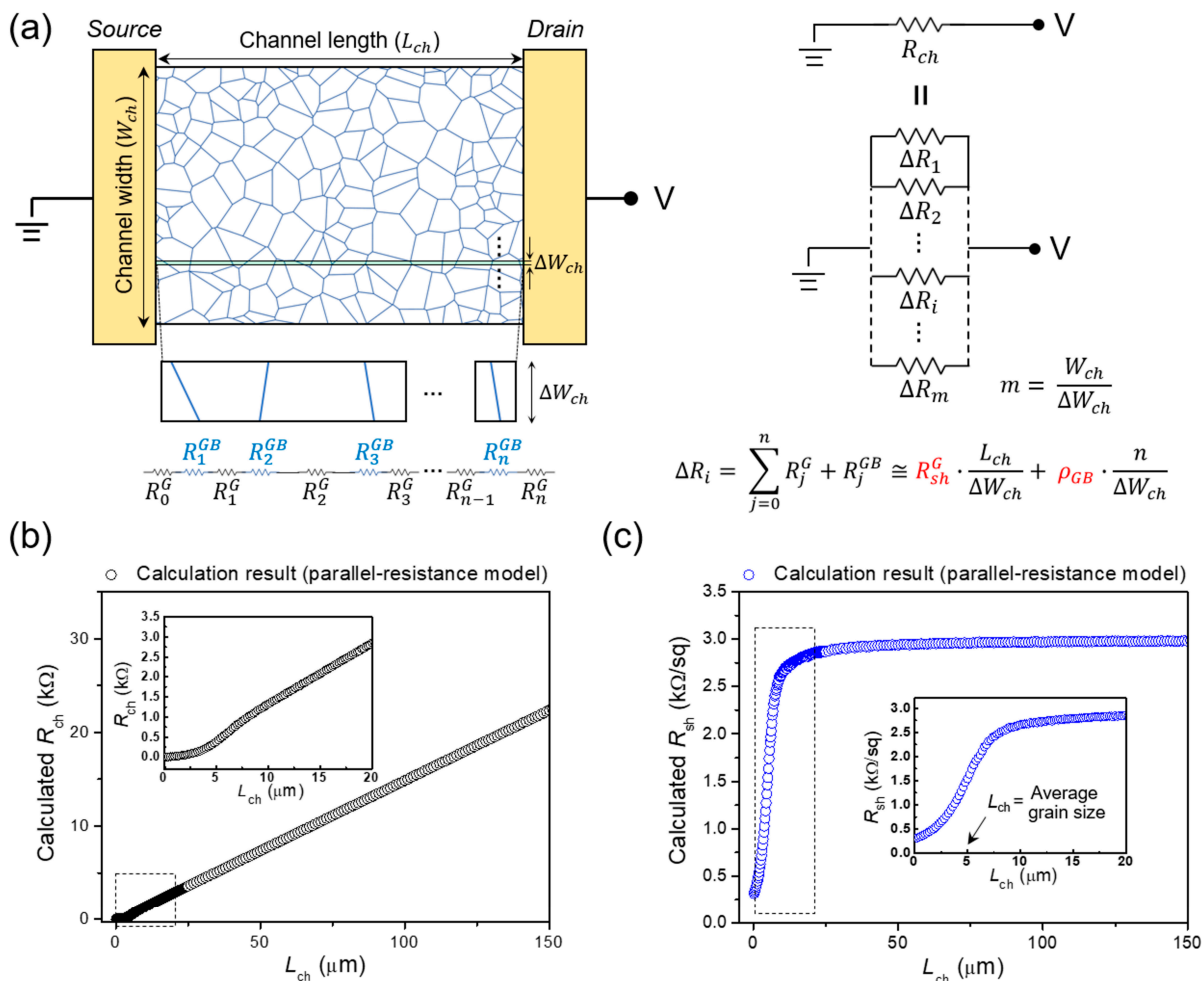 (a)
Source
Channel length (L_ch)
Drain
Channel width (W_ch)
V
ΔW_ch
ΔW_ch
...
R_1^GB R_2^GB R_3^GB ... R_n^GB
R_0^G R_1^G R_2^G R_3^G R_{n-1}^G R_n^G
V
R_ch
=
ΔR_1
ΔR_2
⋮
V
ΔR_i
⋮
ΔR_m
m = W_ch / ΔW_ch
ΔR_i = ∑_{j=0}^{n} R_j^G + R_j^GB ≅ R_sh^G · L_ch / ΔW_ch + ρ_GB · n / ΔW_ch
(b)
Calculation result (parallel-resistance model)
Calculated R_ch (kΩ)
30
20
10
0
0 50 100 150
L_ch (μm)
R_ch (kΩ)
3.5
3.0
2.5
2.0
1.5
1.0
0.5
0.0
0 5 10 15 20
L_ch (μm)
(c)
Calculation result (parallel-resistance model)
Calculated R_sh (kΩ/sq)
3.5
3.0
2.5
2.0
1.5
1.0
0.5
0.0
0 50 100 150
L_ch (μm)
R_sh (kΩ/sq)
3.0
2.5
2.0
1.5
1.0
0.5
0.0
L_ch = Average
grain size
0 5 10 15 20
L_ch (μm)